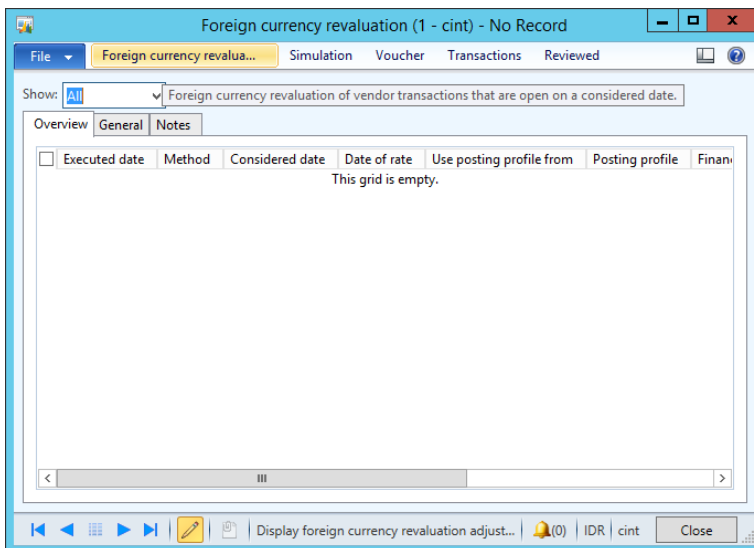 Foreign currency revaluation (1 - cint) - No Record
File Foreign currency revalua... Simulation Voucher Transactions Reviewed
Show: All Foreign currency revaluation of vendor transactions that are open on a considered date.
Overview General Notes
Executed date Method Considered date Date of rate Use posting profile from Posting profile Finan
This grid is empty.
Display foreign currency revaluation adjust... (0) IDR cint Close